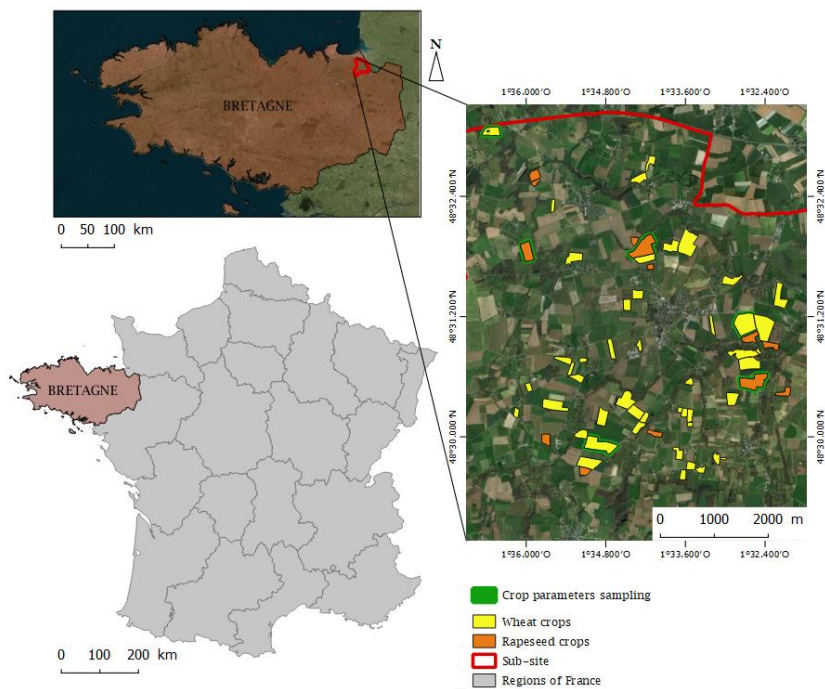 BRETAGNE
N
0 50 100 km
1°36.000'O 1°34.800'O 1°33.600'O 1°32.400'O
48°32.400'N 48°32.400'N
48°31.200'N 48°31.200'N
48°30.000'N 48°30.000'N
0 1000 2000 m
1°36.000'O 1°34.800'O 1°33.600'O 1°32.400'O
BRETAGNE
0 100 200 km
Crop parameters sampling
Wheat crops
Rapeseed crops
Sub-site
Regions of France